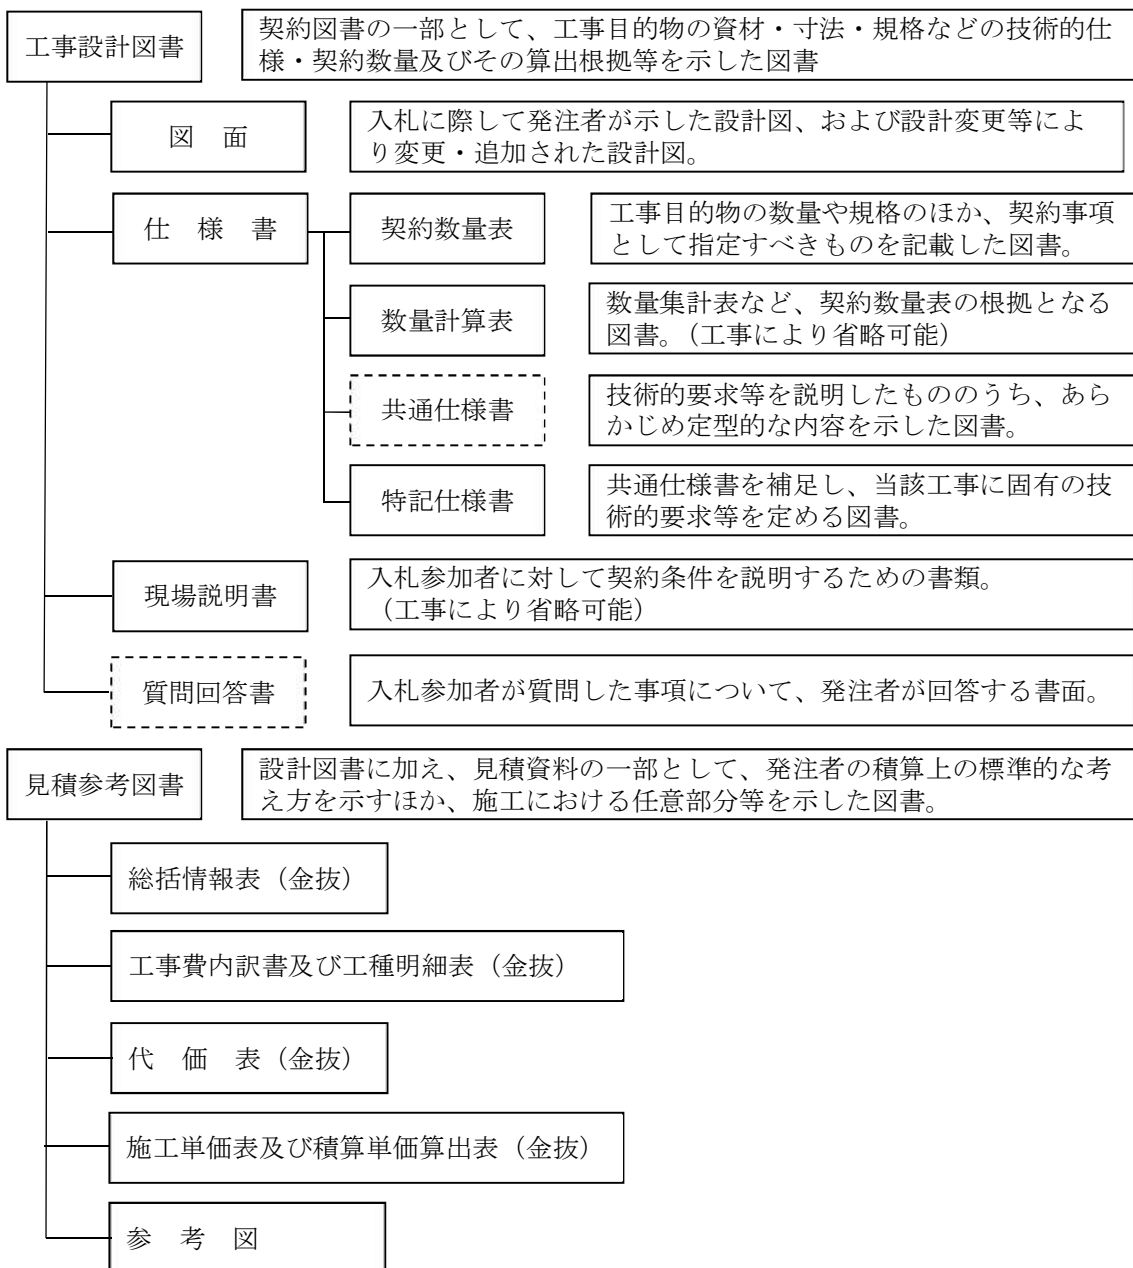 工事設計図書
契約図書の一部として、工事目的物の資材・寸法・規格などの技術的仕
様・契約数量及びその算出根拠等を示した図書
図　面
入札に際して発注者が示した設計図、および設計変更等によ
り変更・追加された設計図。
仕　様　書
契約数量表
工事目的物の数量や規格のほか、契約事項
として指定すべきものを記載した図書。
数量計算表
数量集計表など、契約数量表の根拠となる
図書。（工事により省略可能）
共通仕様書
技術的要求等を説明したもののうち、あら
かじめ定型的な内容を示した図書。
特記仕様書
共通仕様書を補足し、当該工事に固有の技
術的要求等を定める図書。
現場説明書
入札参加者に対して契約条件を説明するための書類。
（工事により省略可能）
質問回答書
入札参加者が質問した事項について、発注者が回答する書面。
見積参考図書
設計図書に加え、見積資料の一部として、発注者の積算上の標準的な考
え方を示すほか、施工における任意部分等を示した図書。
総括情報表（金抜）
工事費内訳書及び工種明細表（金抜）
代　価　表（金抜）
施工単価表及び積算単価算出表（金抜）
参　考　図